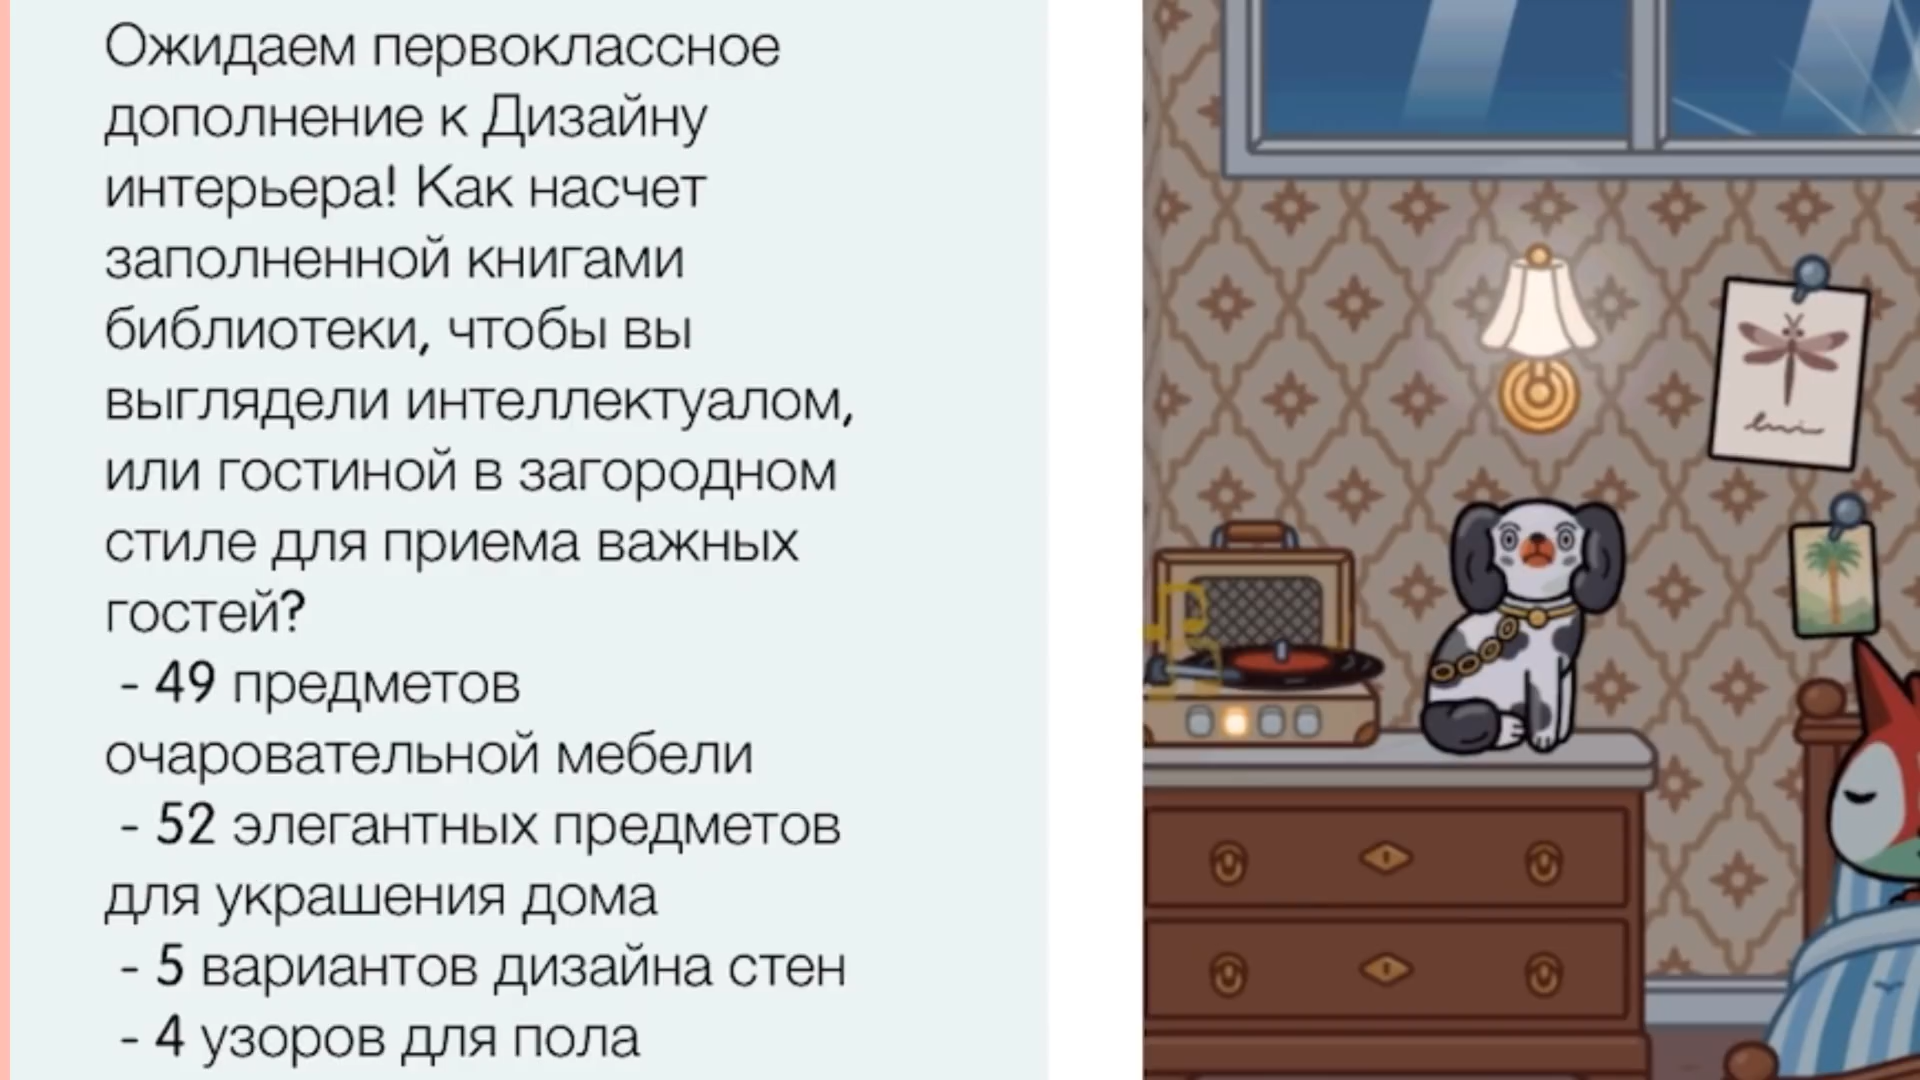 Ожидаем первоклассное
дополнение к Дизайну
интерьера! Как насчет
заполненной книгами
библиотеки, чтобы вы
выглядели интеллектуалом,
или гостиной в загородном
стиле для приема важных
гостей?
- 49 предметов
очаровательной мебели
- 52 элегантных предметов
для украшения дома
- 5 вариантов дизайна стен
- 4 узоров для пола